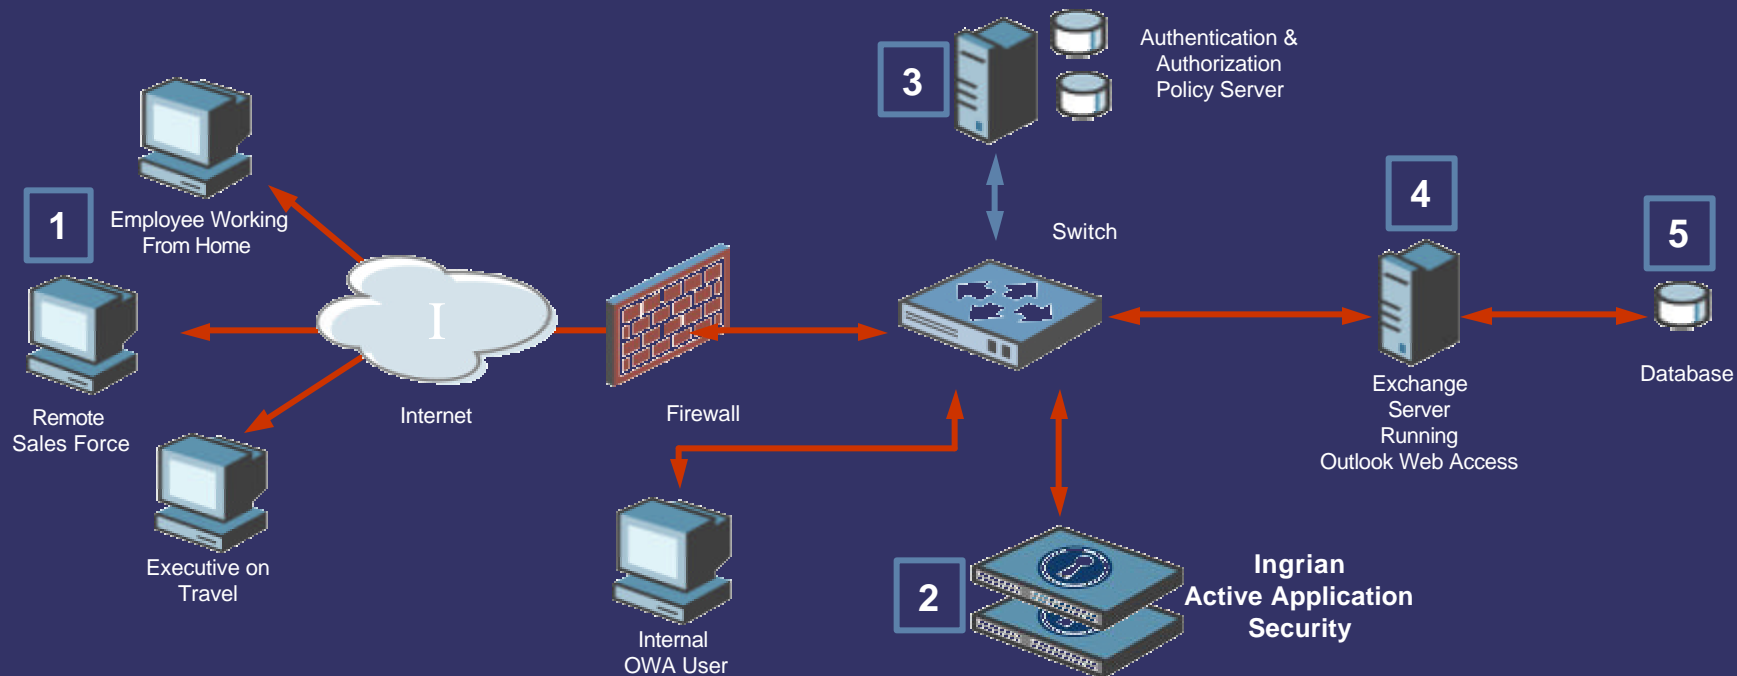 3
Authentication &
Authorization
Policy Server
1
Employee Working
From Home
Switch
4
5
I
Remote
Sales Force
Internet
Firewall
Exchange
Server
Running
Outlook Web Access
Database
Executive on
Travel
2
Ingrian
Active Application
Security
Internal
OWA User